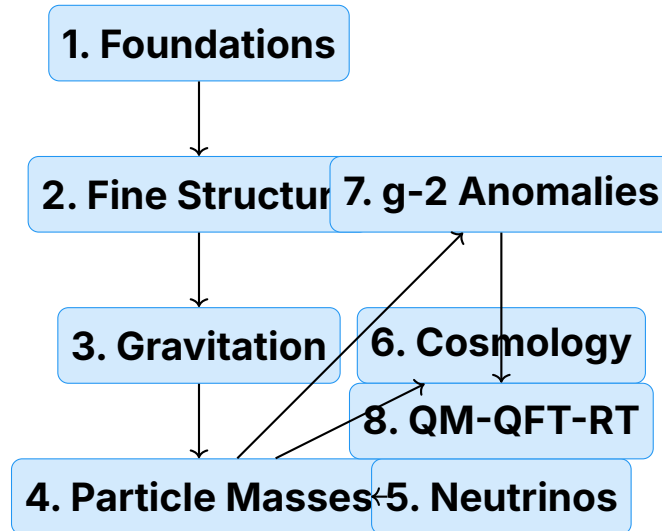 1. Foundations
2. Fine Structur
7. g-2 Anomalies
3. Gravitation
6. Cosmology
8. QM-QFT-RT
4. Particle Masses
5. Neutrinos